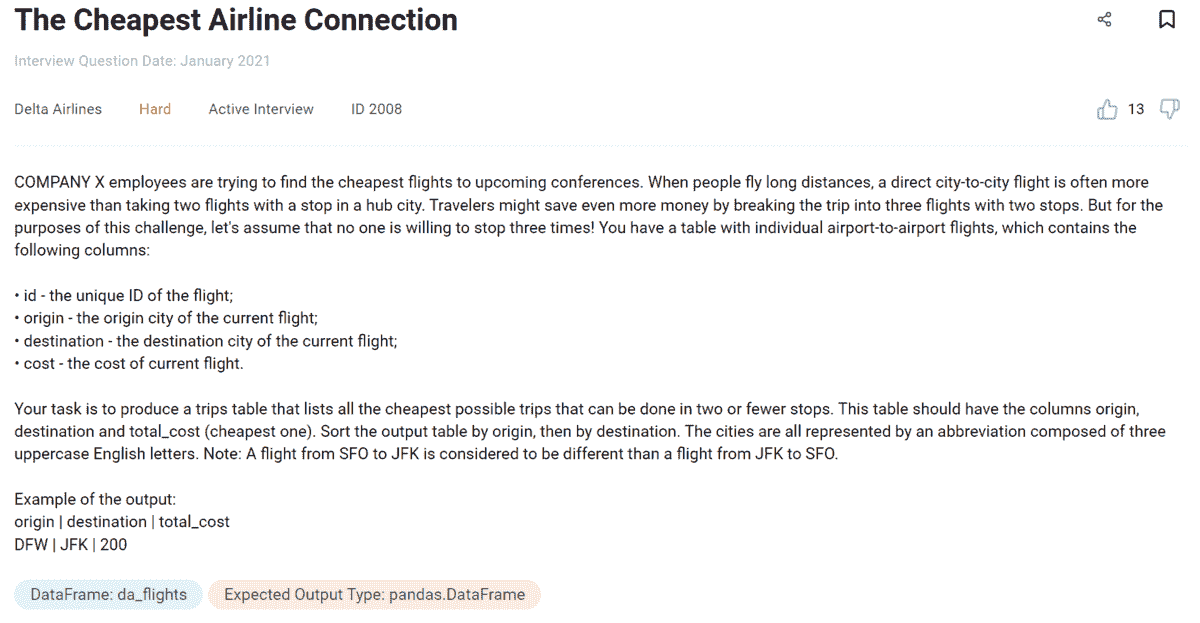 The Cheapest Airline Connection
Interview Question Date: January 2021
Delta Airlines Hard Active Interview ID 2008 13
COMPANY X employees are trying to find the cheapest flights to upcoming conferences. When people fly long distances, a direct city-to-city flight is often more
expensive than taking two flights with a stop in a hub city. Travelers might save even more money by breaking the trip into three flights with two stops. But for the
purposes of this challenge, let's assume that no one is willing to stop three times! You have a table with individual airport-to-airport flights, which contains the
following columns:
• id - the unique ID of the flight;
• origin - the origin city of the current flight;
• destination - the destination city of the current flight;
• cost - the cost of current flight.
Your task is to produce a trips table that lists all the cheapest possible trips that can be done in two or fewer stops. This table should have the columns origin,
destination and total_cost (cheapest one). Sort the output table by origin, then by destination. The cities are all represented by an abbreviation composed of three
uppercase English letters. Note: A flight from SFO to JFK is considered to be different than a flight from JFK to SFO.
Example of the output:
origin | destination | total_cost
DFW | JFK | 200
DataFrame: da_flights Expected Output Type: pandas.DataFrame